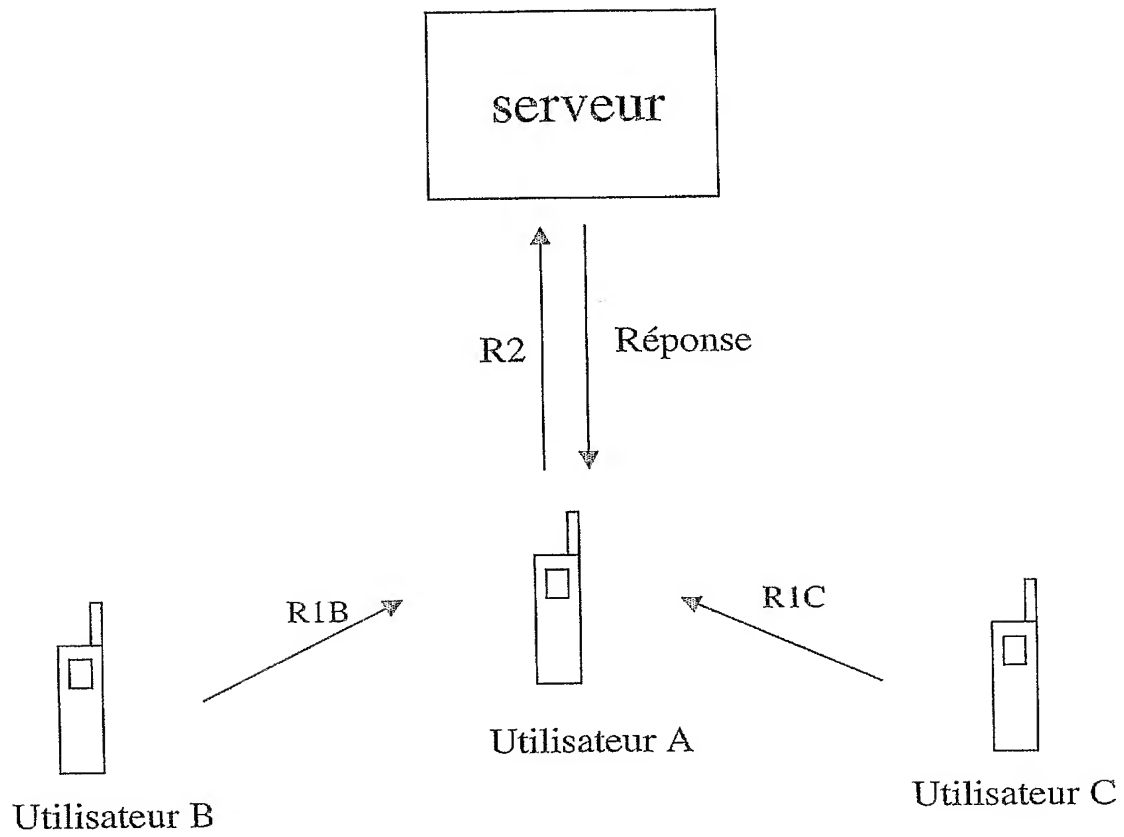 serveur
R2
Réponse
R1B
R1C
Utilisateur A
Utilisateur B
Utilisateur C